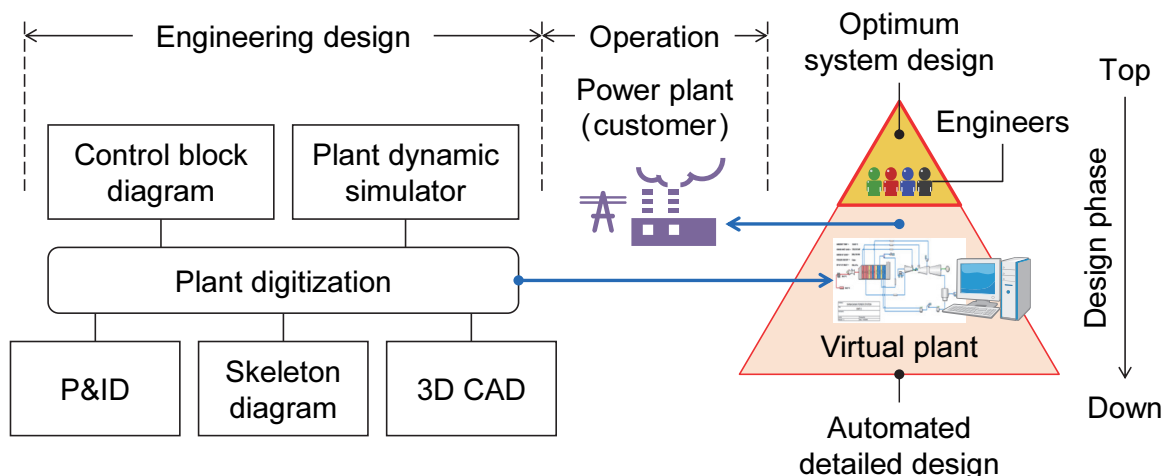 Engineering design
Operation
Power plant
(customer)
Control block
diagram
Plant dynamic
simulator
Plant digitization
P&ID
Skeleton
diagram
3D CAD
Optimum
system design
Engineers
Virtual plant
Automated
detailed design
Top
Design phase
Down